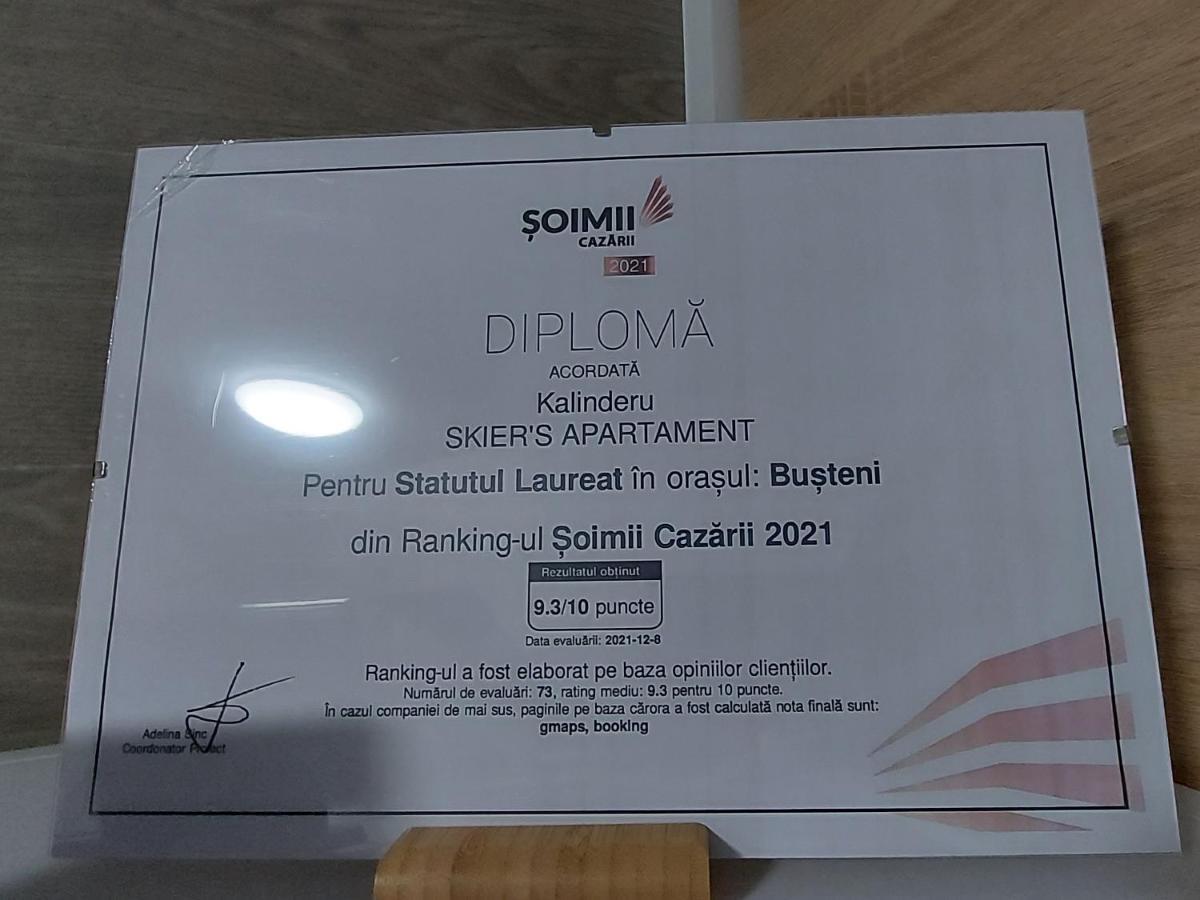 ȘOIMII
CAZĂRII
2021
DIPLOMĂ
ACORDATĂ
Kalinderu
SKIER'S APARTAMENT
Pentru Statutul Laureat în orașul: Bușteni
din Ranking-ul Șoimii Cazării 2021
Rezultatul obținut
9.3/10 puncte
Data evaluării: 2021-12-8
Ranking-ul a fost elaborat pe baza opiniilor clienților.
Numărul de evaluări: 73, rating mediu: 9.3 pentru 10 puncte.
În cazul companiei de mai sus, paginile pe baza cărora a fost calculată nota finală sunt:
gmaps, booking
Adelina Sinc
Coordonator Proiect